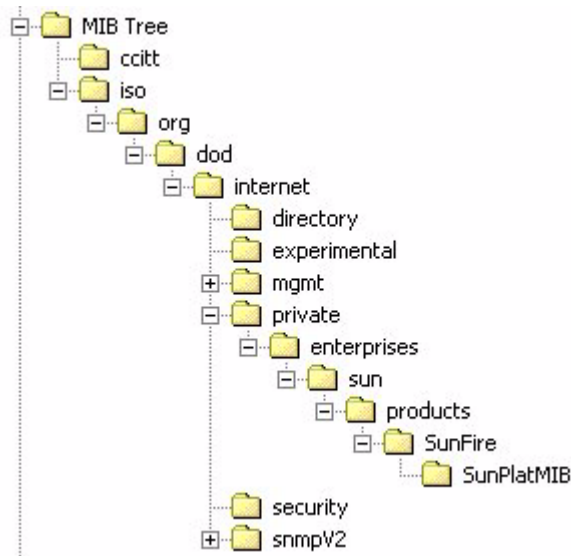 MIB Tree
ccitt
iso
org
dod
internet
directory
experimental
mgmt
private
enterprises
sun
products
SunFire
SunPlatMIB
security
snmpV2